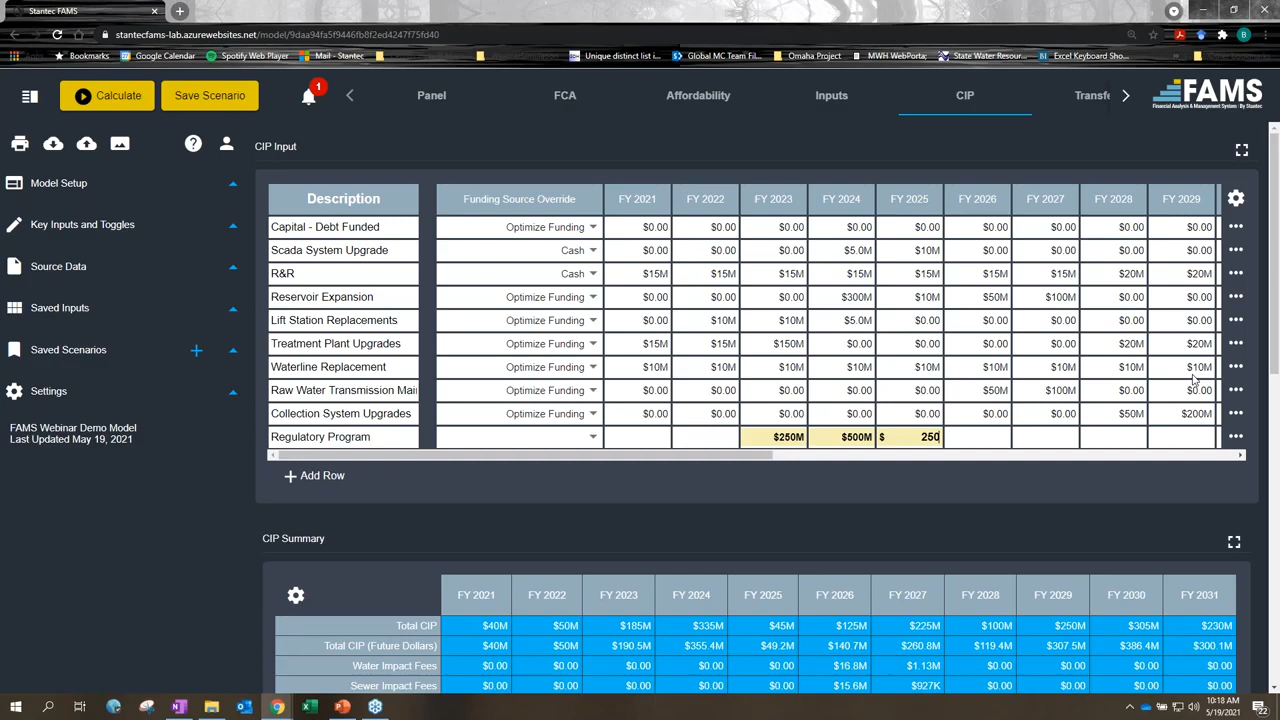 Stantec FAMS
stantecfams-lab.azurewebsites.net/model/9daa94fa5f9446fb8f2ed4247f75fd40
Bookmarks Google Calendar Spotify Web Player Mail - Stantec Unique distinct list i... Global MC Team Fil... Omaha Project MWH WebPorta... State Water Resour... Excel Keyboard Sho...
Calculate Save Scenario 1 Panel FCA Affordability Inputs CIP Transfe FAMS
Financial Analysis & Management System | By Stantec
CIP Input
Model Setup
Key Inputs and Toggles
Source Data
Saved Inputs
Saved Scenarios
Settings
FAMS Webinar Demo Model
Last Updated May 19, 2021
Description Funding Source Override FY 2021 FY 2022 FY 2023 FY 2024 FY 2025 FY 2026 FY 2027 FY 2028 FY 2029
Capital - Debt Funded Optimize Funding $0.00 $0.00 $0.00 $0.00 $0.00 $0.00 $0.00 $0.00 $0.00
Scada System Upgrade Cash $0.00 $0.00 $0.00 $5.0M $10M $0.00 $0.00 $0.00 $0.00
R&R Cash $15M $15M $15M $15M $15M $15M $15M $20M $20M
Reservoir Expansion Optimize Funding $0.00 $0.00 $0.00 $300M $10M $50M $100M $0.00 $0.00
Lift Station Replacements Optimize Funding $0.00 $10M $10M $5.0M $0.00 $0.00 $0.00 $0.00 $0.00
Treatment Plant Upgrades Optimize Funding $15M $15M $150M $0.00 $0.00 $0.00 $0.00 $20M $20M
Waterline Replacement Optimize Funding $10M $10M $10M $10M $10M $10M $10M $10M $10M
Raw Water Transmission Mai Optimize Funding $0.00 $0.00 $0.00 $0.00 $0.00 $50M $100M $0.00 $0.00
Collection System Upgrades Optimize Funding $0.00 $0.00 $0.00 $0.00 $0.00 $0.00 $0.00 $50M $200M
Regulatory Program $250M $500M $ 250
Add Row
CIP Summary
FY 2021 FY 2022 FY 2023 FY 2024 FY 2025 FY 2026 FY 2027 FY 2028 FY 2029 FY 2030 FY 2031
Total CIP $40M $50M $185M $335M $45M $125M $225M $100M $250M $305M $230M
Total CIP (Future Dollars) $40M $50M $190.5M $355.4M $49.2M $140.7M $260.8M $119.4M $307.5M $386.4M $300.1M
Water Impact Fees $0.00 $0.00 $0.00 $0.00 $0.00 $16.8M $1.13M $0.00 $0.00 $0.00 $0.00
Sewer Impact Fees $0.00 $0.00 $0.00 $0.00 $0.00 $15.6M $927K $0.00 $0.00 $0.00 $0.00
10:18 AM
5/19/2021
22